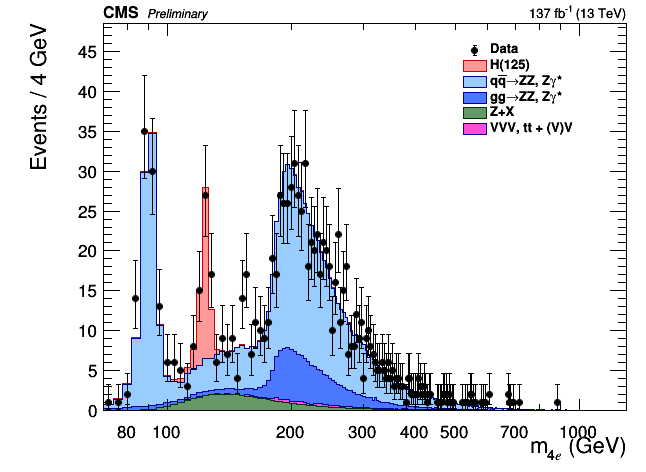 CMS Preliminary 137 fb⁻¹ (13 TeV)
Events / 4 GeV
45
40
35
30
25
20
15
10
5
0
Data
H(125)
qq̅→ZZ, Zγ*
gg→ZZ, Zγ*
Z+X
VVV, tt + (V)V
80 100 200 300 400 500 700 1000
m₄ₑ (GeV)